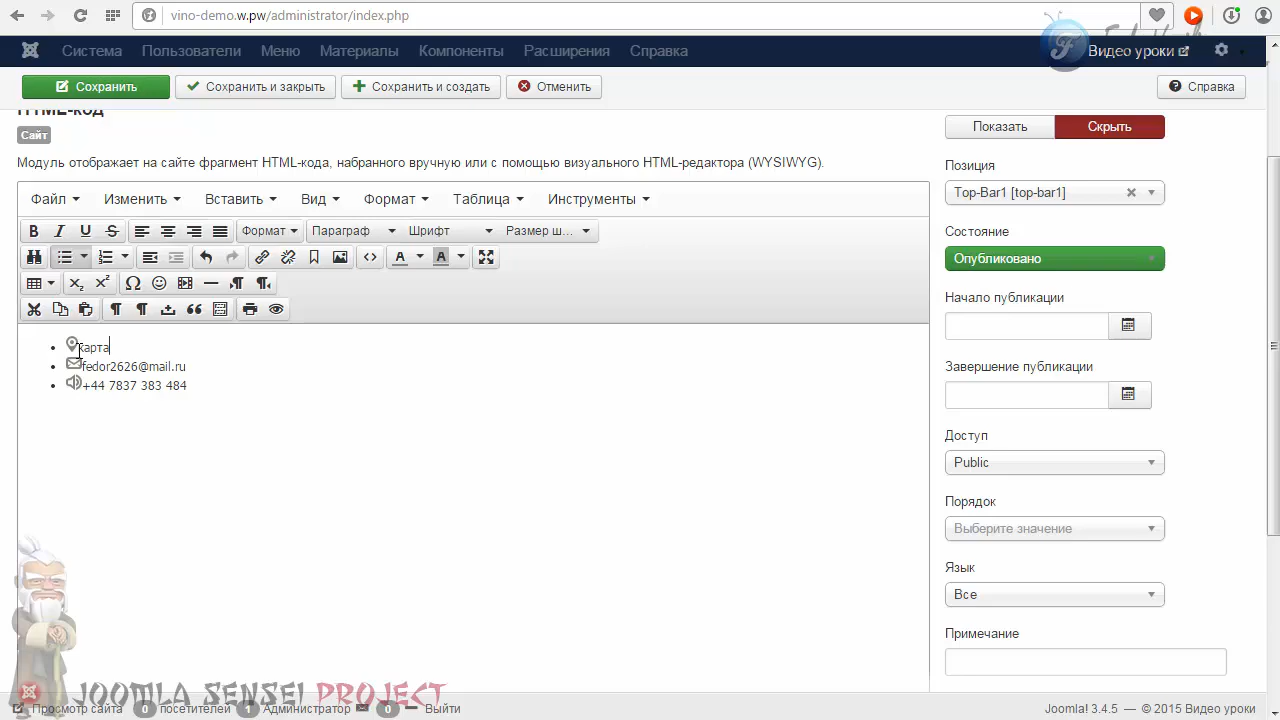 vino-demo.w.pw/administrator/index.php
Система Пользователи Меню Материалы Компоненты Расширения Справка Видео уроки
Сохранить Сохранить и закрыть Сохранить и создать Отменить Справка
HTML-код
Сайт
Модуль отображает на сайте фрагмент HTML-кода, набранного вручную или с помощью визуального HTML-редактора (WYSIWYG).
Файл Изменить Вставить Вид Формат Таблица Инструменты
Формат Параграф Шрифт Размер ш...
карта
fedor2626@mail.ru
+44 7837 383 484
Показать Скрыть
Позиция
Top-Bar1 [top-bar1]
Состояние
Опубликовано
Начало публикации
Завершение публикации
Доступ
Public
Порядок
Выберите значение
Язык
Все
Примечание
JOOMLA SENSEI PROJECT
Просмотр сайта 0 посетителей 1 Администратор 0 Выйти
Joomla! 3.4.5 — © 2015 Видео уроки